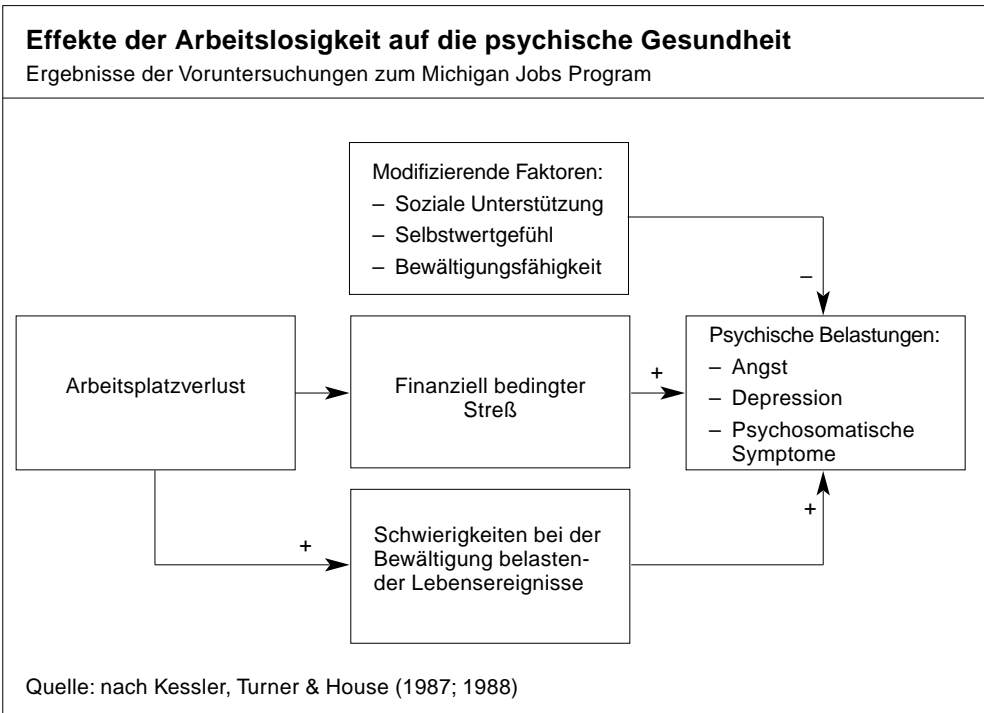 Effekte der Arbeitslosigkeit auf die psychische Gesundheit
Ergebnisse der Voruntersuchungen zum Michigan Jobs Program
Modifizierende Faktoren:
– Soziale Unterstützung
– Selbstwertgefühl
– Bewältigungsfähigkeit
–
Arbeitsplatzverlust
Finanziell bedingter
Streß
+
Psychische Belastungen:
– Angst
– Depression
– Psychosomatische
Symptome
+
Schwierigkeiten bei der
Bewältigung belasten-
der Lebensereignisse
+
Quelle: nach Kessler, Turner & House (1987; 1988)